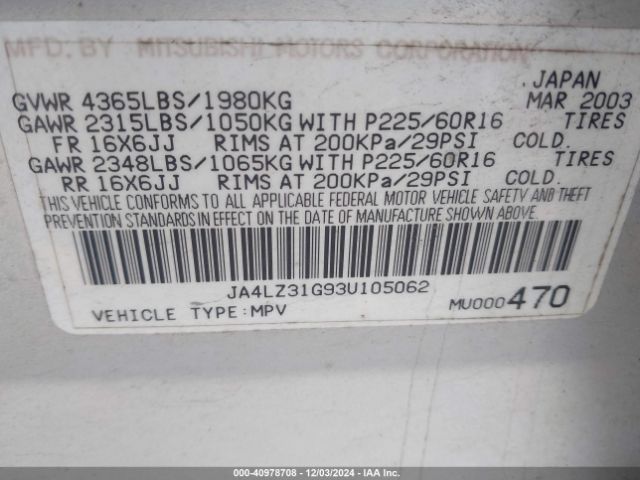 MFD. BY MITSUBISHI MOTORS CORPORATION
JAPAN
GVWR 4365LBS/1980KG MAR 2003
GAWR 2315LBS/1050KG WITH P225/60R16 TIRES
FR 16X6JJ RIMS AT 200KPa/29PSI COLD.
GAWR 2348LBS/1065KG WITH P225/60R16 TIRES
RR 16X6JJ RIMS AT 200KPa/29PSI COLD.
THIS VEHICLE CONFORMS TO ALL APPLICABLE FEDERAL MOTOR VEHICLE SAFETY AND THEFT
PREVENTION STANDARDS IN EFFECT ON THE DATE OF MANUFACTURE SHOWN ABOVE.
JA4LZ31G93U105062
VEHICLE TYPE:MPV MU000470
000-40978708 - 12/03/2024 - IAA Inc.